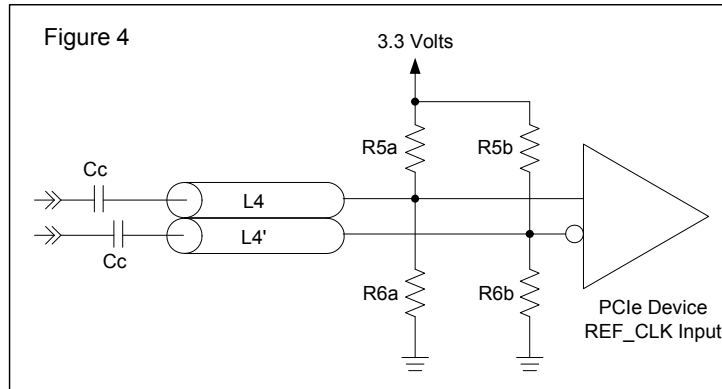 Figure 4
3.3 Volts
R5a
R5b
Cc
L4
L4'
Cc
R6a
R6b
PCIe Device
REF_CLK Input